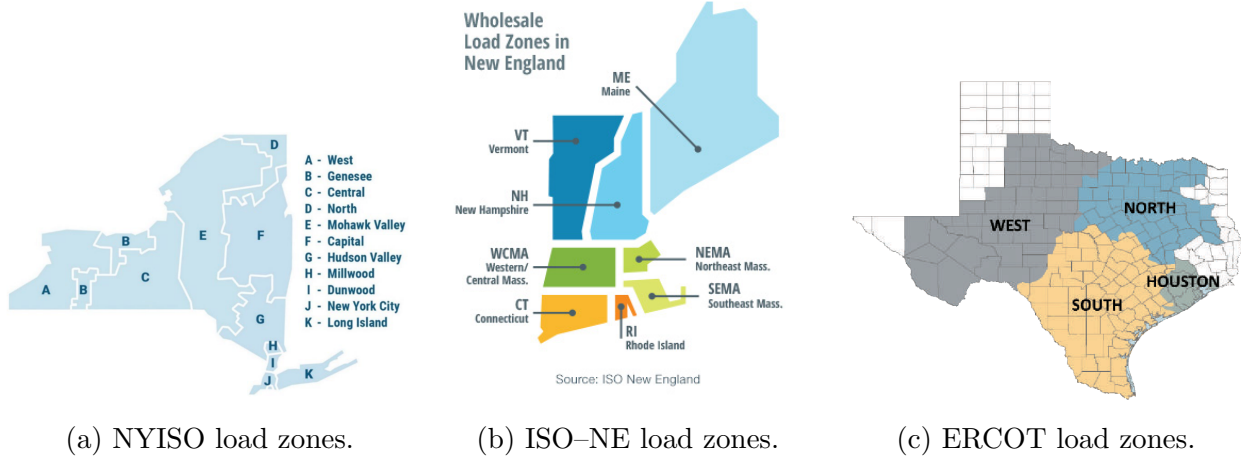 D
B
E
F
A
B
C
G
H
I
J
K
A - West
B - Genesee
C - Central
D - North
E - Mohawk Valley
F - Capital
G - Hudson Valley
H - Millwood
I - Dunwood
J - New York City
K - Long Island
(a) NYISO load zones.
Wholesale
Load Zones in
New England
ME
Maine
VT
Vermont
NH
New Hampshire
WCMA
Western/
Central Mass.
NEMA
Northeast Mass.
SEMA
Southeast Mass.
CT
Connecticut
RI
Rhode Island
Source: ISO New England
(b) ISO–NE load zones.
WEST
NORTH
HOUSTON
SOUTH
(c) ERCOT load zones.